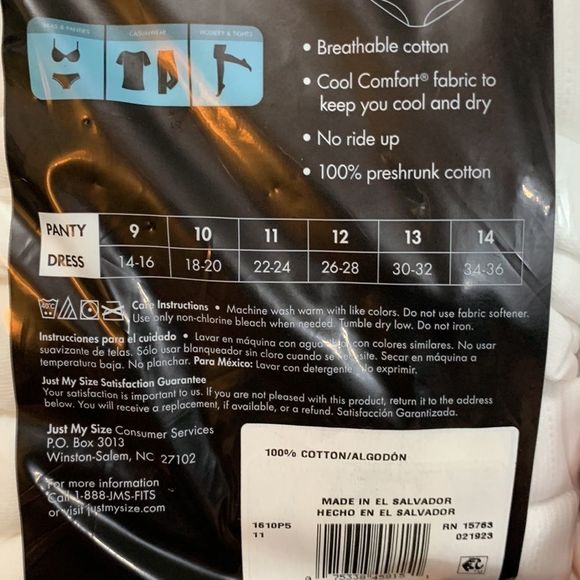 BRAS & PANTIES
CASUALWEAR
HOSIERY & TIGHTS
• Breathable cotton
• Cool Comfort® fabric to
keep you cool and dry
• No ride up
• 100% preshrunk cotton
PANTY 9 10 11 12 13 14
DRESS 14-16 18-20 22-24 26-28 30-32 34-36
40°C Care Instructions • Machine wash warm with like colors. Do not use fabric softener.
Use only non-chlorine bleach when needed. Tumble dry low. Do not iron.
Instrucciones para el cuidado • Lavar en máquina con agua con colores similares. No usar
suavizante de telas. Sólo usar blanqueador sin cloro cuando se necesite. Secar en máquina a
temperatura baja. No planchar. Para México: Lavar con detergente. No exprimir.
Just My Size Satisfaction Guarantee
Your satisfaction is important to us. If you are not pleased with this product, return it to the address
below. You will receive a replacement, if available, or a refund. Satisfacción Garantizada.
Just My Size Consumer Services
P.O. Box 3013
Winston-Salem, NC 27102
For more information
Call 1-888-JMS-FITS
or visit justmysize.com
100% COTTON/ALGODÓN
MADE IN EL SALVADOR
HECHO EN EL SALVADOR
1610P5 RN 15763
11 021923